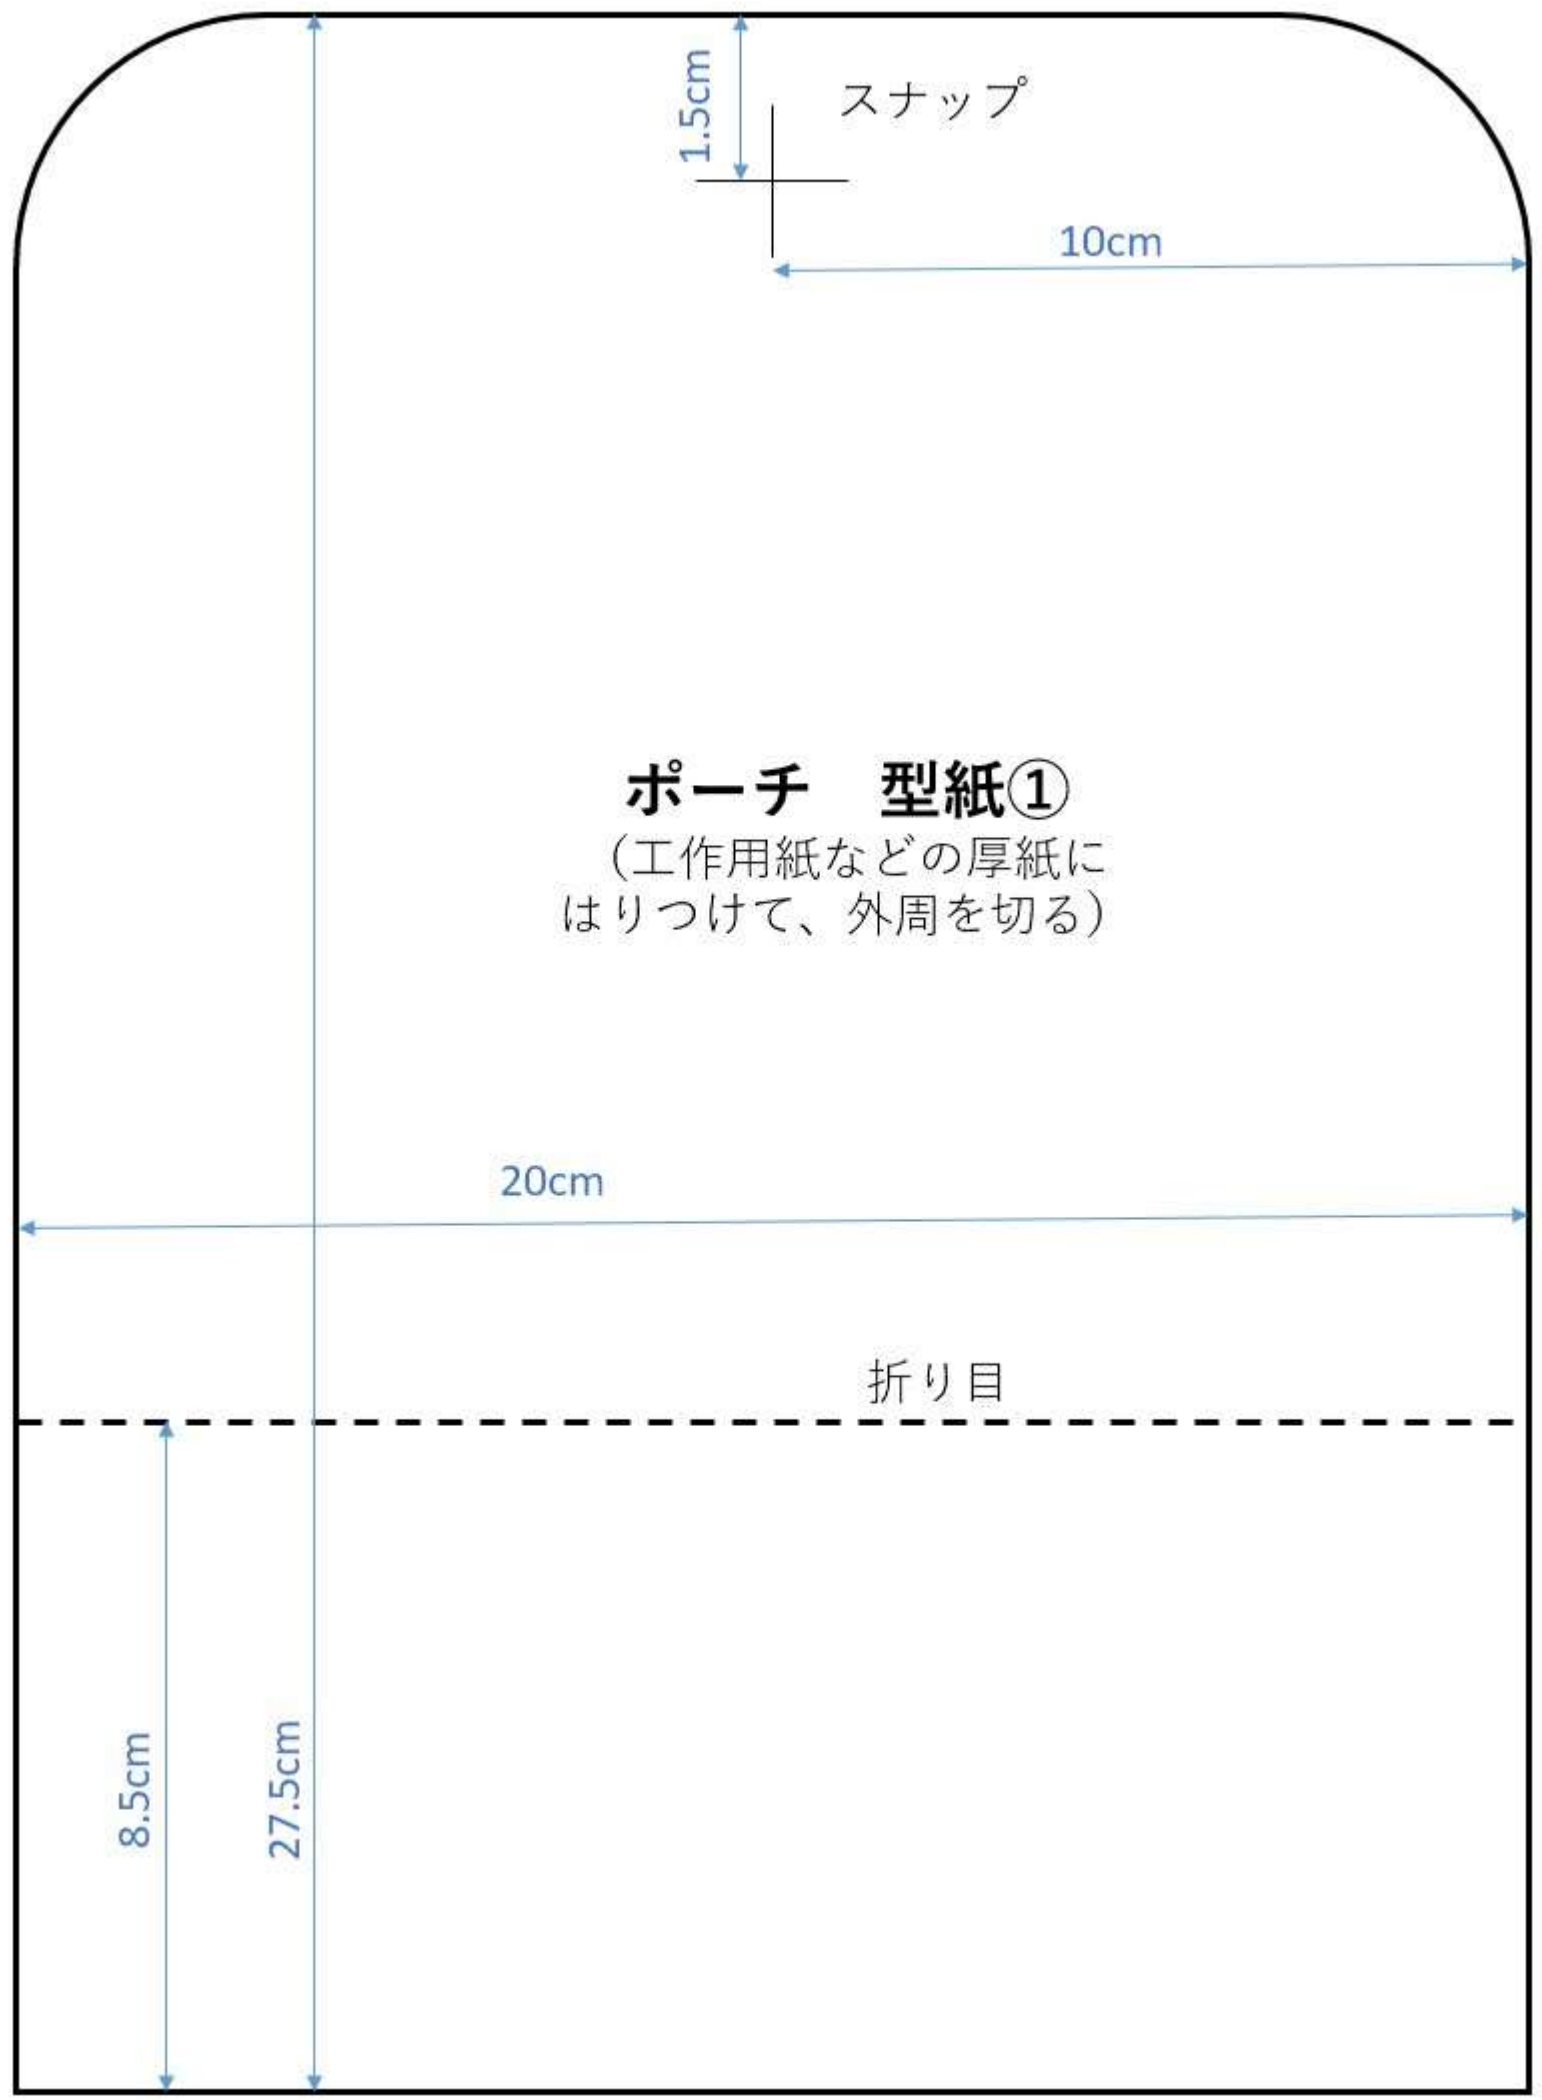 1.5cm
スナップ
10cm
ポーチ　型紙①
（工作用紙などの厚紙に
はりつけて、外周を切る）
20cm
折り目
8.5cm
27.5cm